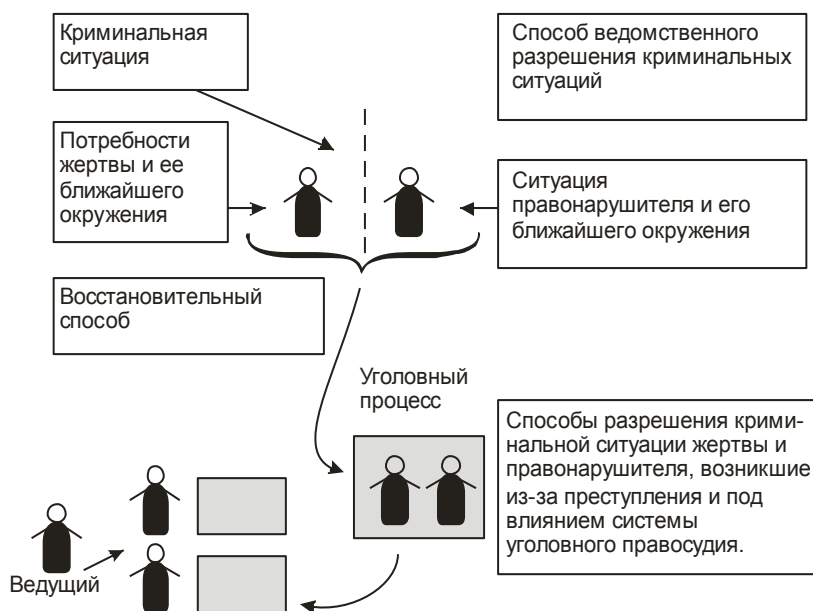 Криминальная
ситуация
Способ ведомственного
разрешения криминальных
ситуаций
Потребности
жертвы и ее
ближайшего
окружения
Ситуация
правонарушителя и его
ближайшего окружения
Восстановительный
способ
Уголовный
процесс
Способы разрешения крими-
нальной ситуации жертвы и
правонарушителя, возникшие
из-за преступления и под
влиянием системы
уголовного правосудия.
Ведущий